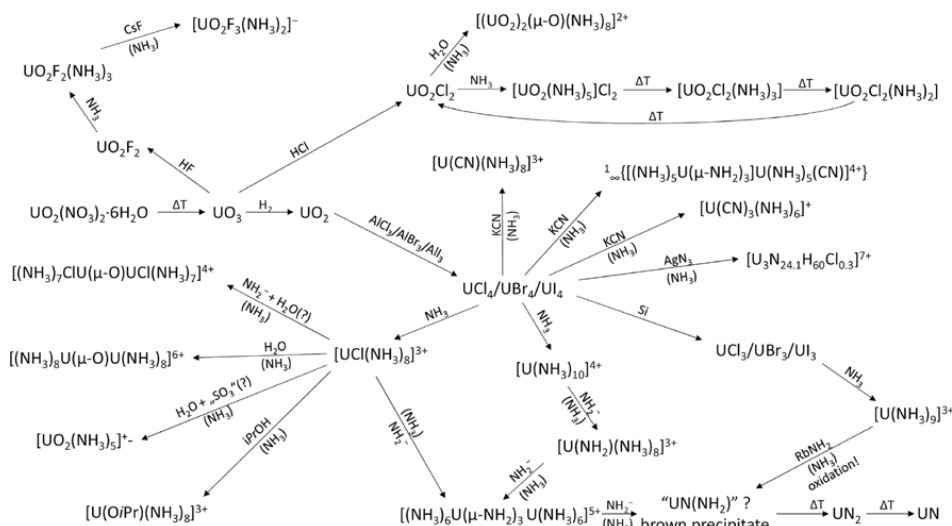 CsF
(NH₃)
[UO₂F₃(NH₃)₂]⁻
[(UO₂)₂(μ-O)(NH₃)₈]²⁺
H₂O
(NH₃)
UO₂F₂(NH₃)₃
NH₃
UO₂Cl₂
NH₃
[UO₂(NH₃)₅]Cl₂
ΔT
[UO₂Cl₂(NH₃)₃]
ΔT
[UO₂Cl₂(NH₃)₂]
ΔT
UO₂F₂
HF
HCl
[U(CN)(NH₃)₈]³⁺
¹∞{[(NH₃)₅U(μ-NH₂)₃]U(NH₃)₅(CN)]⁴⁺}
UO₂(NO₃)₂·6H₂O
ΔT
UO₃
H₂
UO₂
AlCl₃/AlBr₃/AlI₃
KCN
(NH₃)
KCN
(NH₃)
KCN
(NH₃)
[U(CN)₃(NH₃)₆]⁺
AgN₃
(NH₃)
[U₃N₂₄.₁H₆₀Cl₀.₃]⁷⁺
[(NH₃)₇ClU(μ-O)UCl(NH₃)₇]⁴⁺
NH₂⁻ + H₂O(?)
(NH₃)
UCl₄/UBr₄/UI₄
NH₃
NH₃
Si
UCl₃/UBr₃/UI₃
NH₃
[(NH₃)₈U(μ-O)U(NH₃)₈]⁶⁺
H₂O
(NH₃)
[UCl(NH₃)₈]³⁺
[U(NH₃)₁₀]⁴⁺
NH₂⁻
(NH₃)
[U(NH₃)₉]³⁺
H₂O + „SO₃“(?)
(NH₃)
[UO₂(NH₃)₅]⁺⁻
iPrOH
(NH₃)
(NH₃)
NH₂⁻
[U(NH₂)(NH₃)₈]³⁺
NH₂⁻
(NH₃)
RbNH₂
(NH₃)
oxidation!
[U(OiPr)(NH₃)₈]³⁺
[(NH₃)₆U(μ-NH₂)₃ U(NH₃)₆]⁵⁺
NH₂⁻
(NH₃)
“UN(NH₂)” ?
brown precipitate
ΔT
UN₂
ΔT
UN